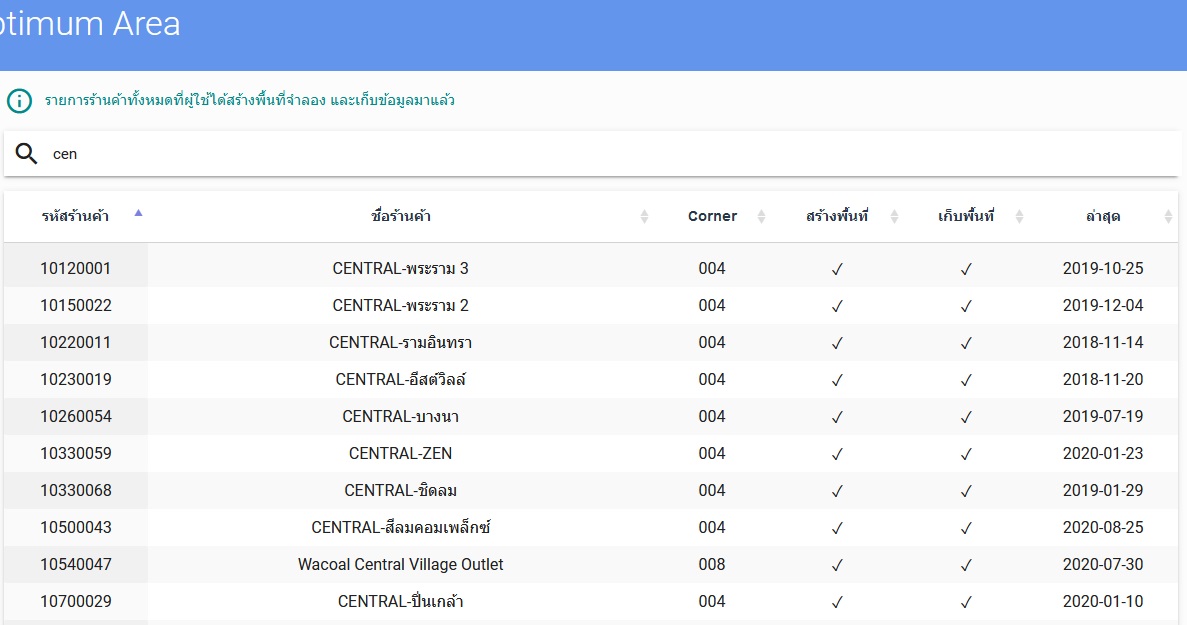 ptimum Area
รายการร้านค้าทั้งหมดที่ผู้ใช้ได้สร้างพื้นที่จำลอง และเก็บข้อมูลมาแล้ว
cen
รหัสร้านค้า ชื่อร้านค้า Corner สร้างพื้นที่ เก็บพื้นที่ ล่าสุด
10120001 CENTRAL-พระราม 3 004 ✓ ✓ 2019-10-25
10150022 CENTRAL-พระราม 2 004 ✓ ✓ 2019-12-04
10220011 CENTRAL-รามอินทรา 004 ✓ ✓ 2018-11-14
10230019 CENTRAL-อีสต์วิลล์ 004 ✓ ✓ 2018-11-20
10260054 CENTRAL-บางนา 004 ✓ ✓ 2019-07-19
10330059 CENTRAL-ZEN 004 ✓ ✓ 2020-01-23
10330068 CENTRAL-ชิดลม 004 ✓ ✓ 2019-01-29
10500043 CENTRAL-สีลมคอมเพล็กซ์ 004 ✓ ✓ 2020-08-25
10540047 Wacoal Central Village Outlet 008 ✓ ✓ 2020-07-30
10700029 CENTRAL-ปิ่นเกล้า 004 ✓ ✓ 2020-01-10